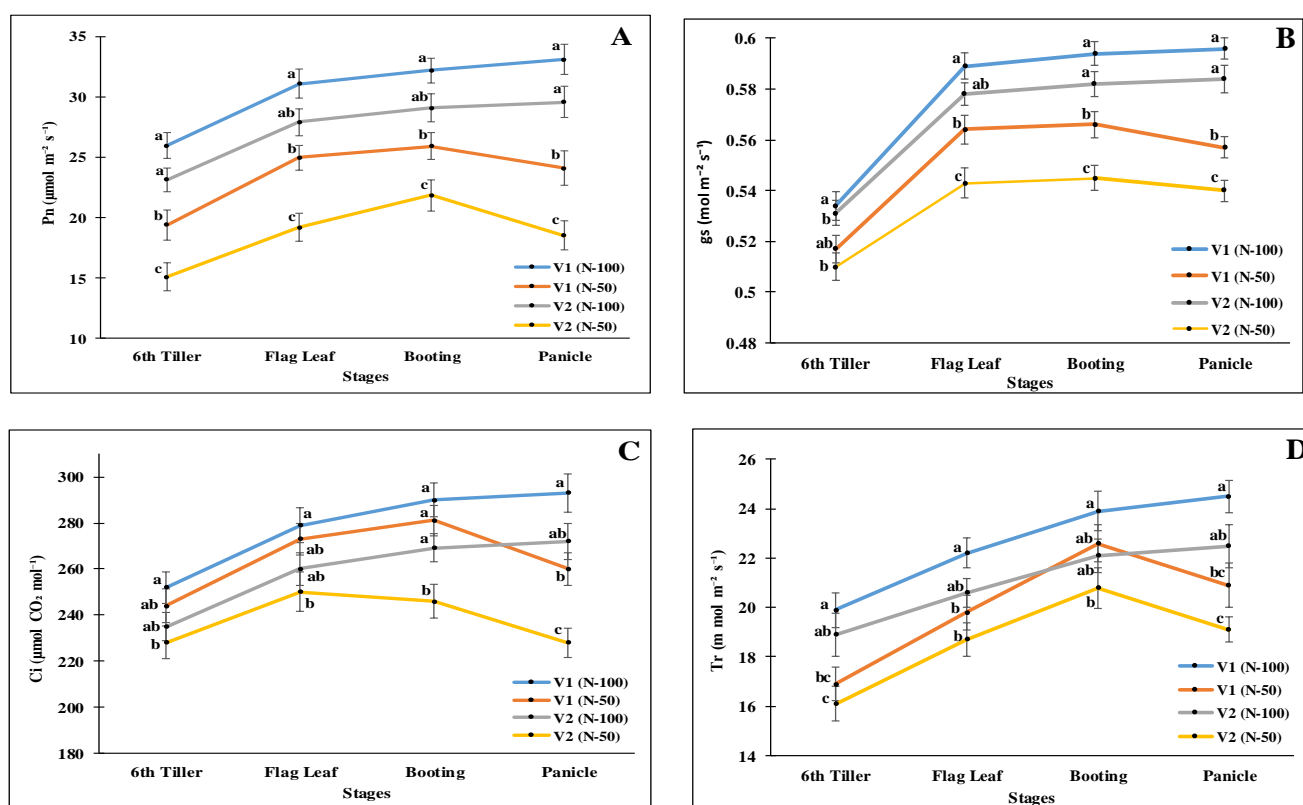 A
35
30
25
20
15
10
Pn (µmol m⁻² s⁻¹)
a
a
a
a
a
ab
ab
a
b
b
b
b
c
c
c
c
V1 (N-100)
V1 (N-50)
V2 (N-100)
V2 (N-50)
6th Tiller Flag Leaf Booting Panicle
Stages
B
0.6
0.58
0.56
0.54
0.52
0.5
0.48
gs (mol m⁻² s⁻¹)
a
a
a
a
b
ab
a
a
ab
b
b
b
b
c
c
c
V1 (N-100)
V1 (N-50)
V2 (N-100)
V2 (N-50)
6th Tiller Flag Leaf Booting Panicle
Stages
C
300
280
260
240
220
200
180
Ci (µmol CO₂ mol⁻¹)
a
a
a
a
ab
ab
a
ab
ab
ab
a
b
b
b
b
c
V1 (N-100)
V1 (N-50)
V2 (N-100)
V2 (N-50)
6th Tiller Flag Leaf Booting Panicle
Stages
D
26
24
22
20
18
16
14
Tr (m mol m⁻² s⁻¹)
a
a
a
a
ab
ab
ab
ab
bc
b
ab
bc
c
b
b
c
V1 (N-100)
V1 (N-50)
V2 (N-100)
V2 (N-50)
6th Tiller Flag Leaf Booting Panicle
Stages